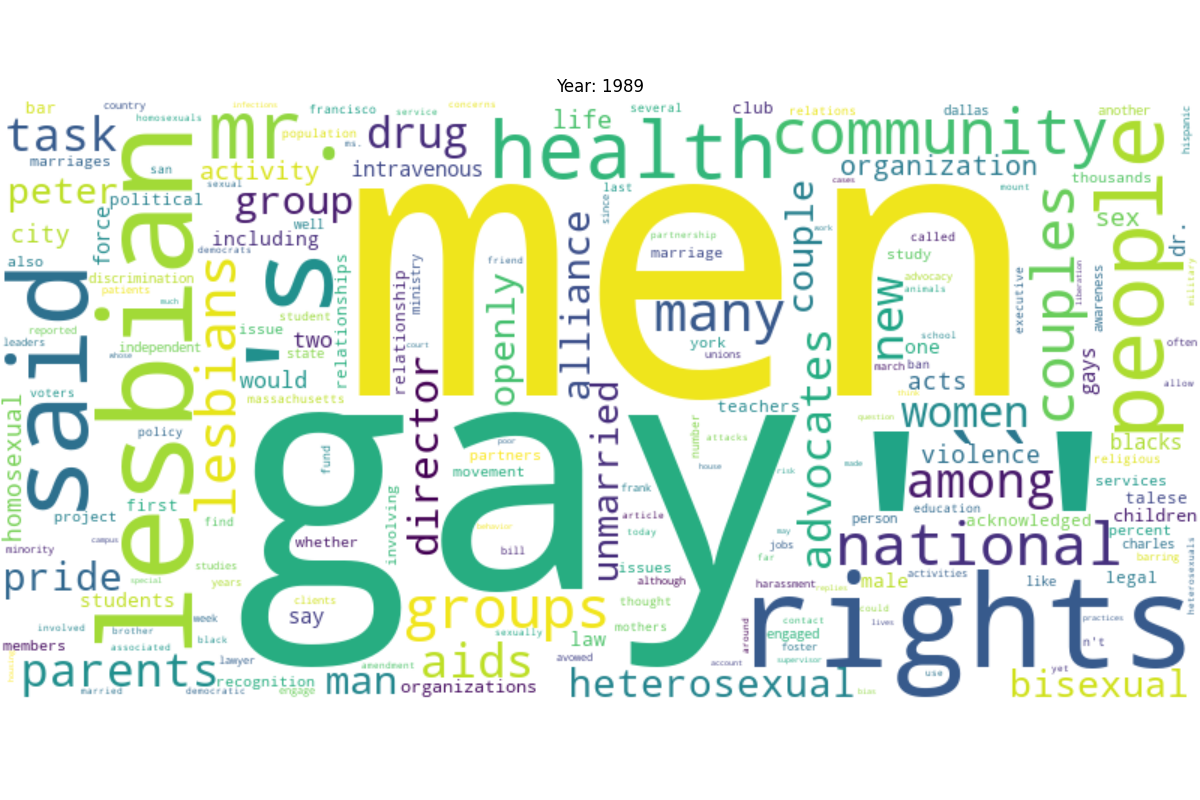 Year: 1989
bar
country
infections
francisco
service
concerns
several
club
relations
dallas
another
task
homosexuals
mr.
population
drug
life
community
hispanic
marriages
ms.
health
people
san
activity
intravenous
organization
thousands
peter
sexual
group
last
cases
mount
political
since
couples
sex
city
force
well
work
dr.
including
democrats
's
men
partnership
called
also
marriage
study
discrimination
relationships
friend
alliance
couple
new
advocacy
executive
liberation
awareness
military
patients
ministry
animals
said
lesbian
much
lesbians
student
relationship
openly
many
leaders
reported
issue
state
two
court
york
unions
school
one
often
independent
whose
march
ban
gays
voters
would
acts
allow
massachusetts
director
think
homosexual
gay
unmarried
teachers
advocates
women
policy
poor
number
attacks
question
``
blacks
partners
violence
religious
fund
movement
house
risk
made
'
among
'
services
first
frank
talese
project
find
involving
article
person
education
acknowledged
children
campus
behavior
today
may
percent
minority
whether
bill
jobs
national
charles
barring
far
studies
issues
activities
pride
special
years
although
harassment
male
like
legal
heterosexuals
students
clients
groups
thought
replies
rights
week
say
could
lives
contact
practices
involved
brother
black
sexually
mothers
around
engaged
members
associated
law
foster
n't
lawyer
avowed
supervisor
housing
parents
amendment
aids
account
yet
recognition
use
married
democratic
engage
man
organizations
heterosexual
bias
bisexual